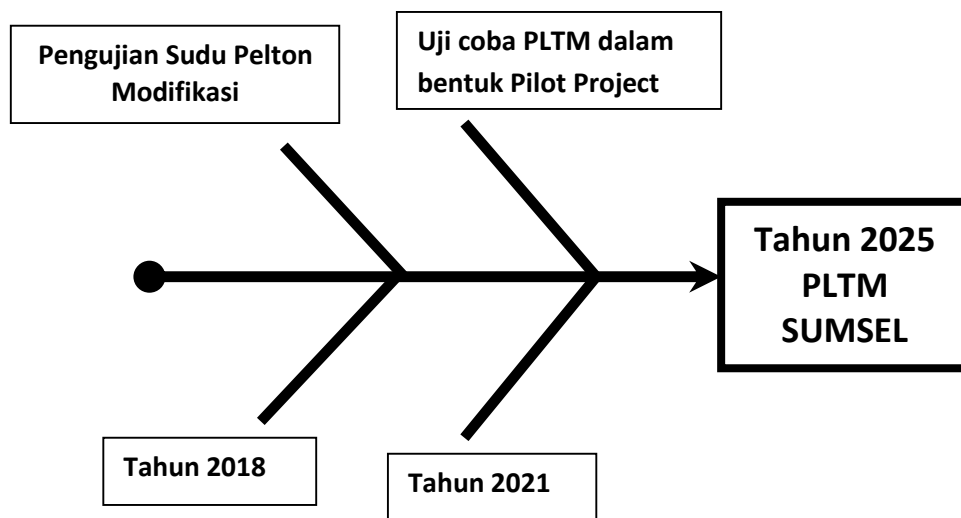 Pengujian Sudu Pelton
Modifikasi
Uji coba PLTM dalam
bentuk Pilot Project
Tahun 2025
PLTM
SUMSEL
Tahun 2018
Tahun 2021